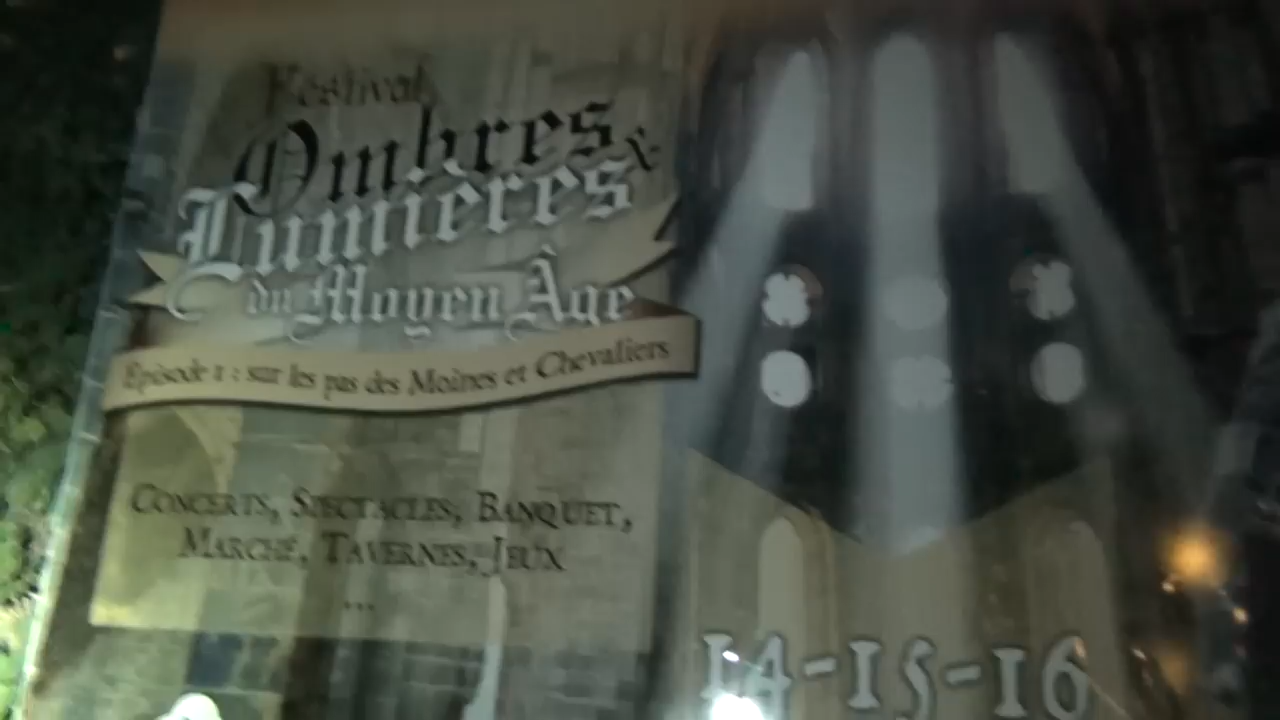 Festival
Ombres &
Lumières
du Moyen Âge
Episode 1 : sur les pas des Moines et Chevaliers
CONCERTS, SPECTACLES, BANQUET,
MARCHÉ, TAVERNES, JEUX
...
14-15-16